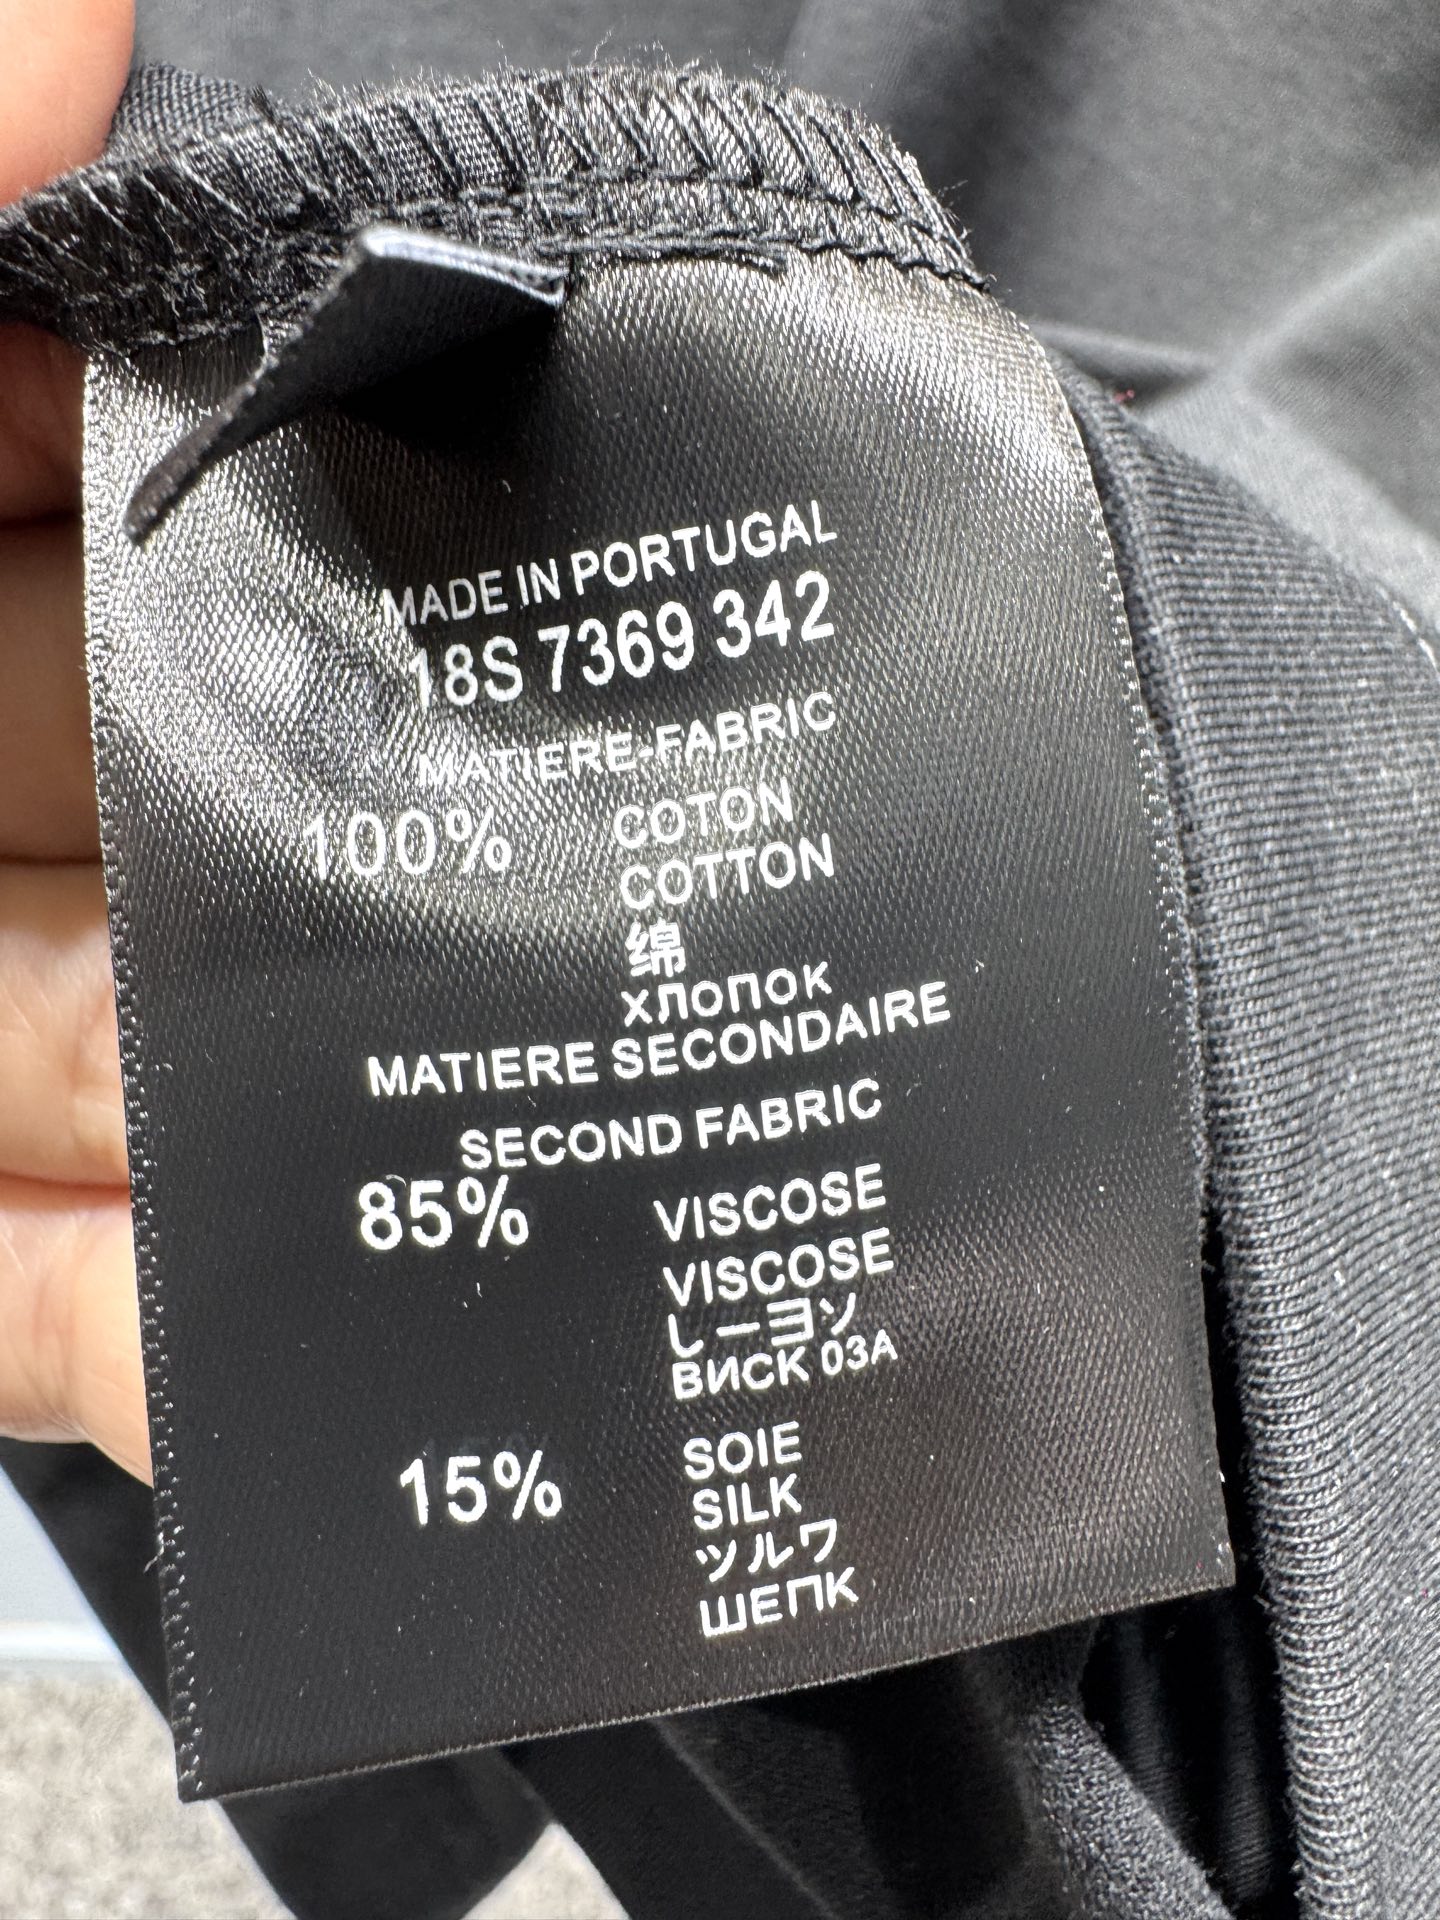 MADE IN PORTUGAL
18S 7369 342
MATIERE-FABRIC
100% COTON
COTTON
绵
ХЛОПОК
MATIERE SECONDAIRE
SECOND FABRIC
85% VISCOSE
VISCOSE
レーヨソ
ВИСК 03А
15% SOIE
SILK
ツルワ
ШЕПК